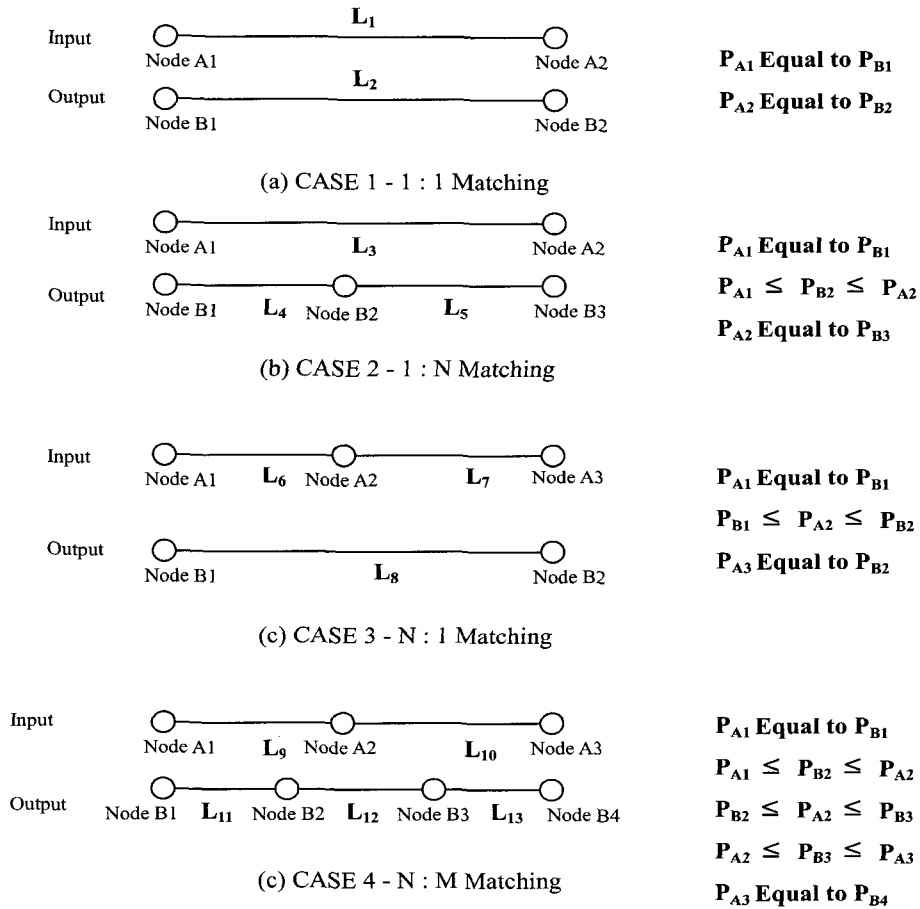 L₁
Input
Node A1
Node A2
P_A1 Equal to P_B1
L₂
Output
Node B1
Node B2
P_A2 Equal to P_B2
(a) CASE 1 - 1 : 1 Matching
Input
Node A1
L₃
Node A2
P_A1 Equal to P_B1
Output
Node B1
L₄
Node B2
L₅
Node B3
P_A1 ≤ P_B2 ≤ P_A2
P_A2 Equal to P_B3
(b) CASE 2 - 1 : N Matching
Input
Node A1
L₆
Node A2
L₇
Node A3
P_A1 Equal to P_B1
P_B1 ≤ P_A2 ≤ P_B2
Output
Node B1
L₈
Node B2
P_A3 Equal to P_B2
(c) CASE 3 - N : 1 Matching
Input
Node A1
L₉
Node A2
L₁₀
Node A3
P_A1 Equal to P_B1
P_A1 ≤ P_B2 ≤ P_A2
Output
Node B1
L₁₁
Node B2
L₁₂
Node B3
L₁₃
Node B4
P_B2 ≤ P_A2 ≤ P_B3
P_A2 ≤ P_B3 ≤ P_A3
(c) CASE 4 - N : M Matching
P_A3 Equal to P_B4